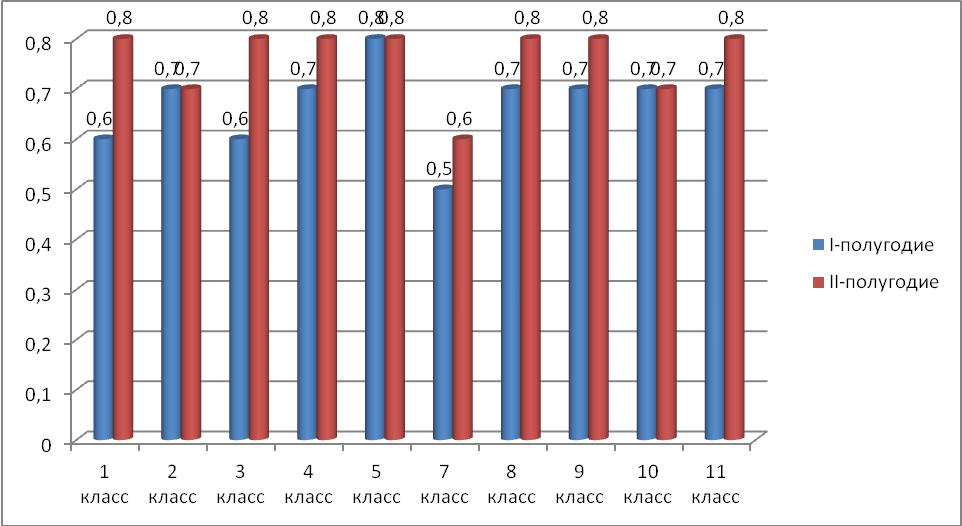 0,8 0,8 0,8 0,8 0,8 0,8 0,8 0,8
0,8
0,7 0,7 0,7 0,7 0,7 0,7 0,7 0,7
0,7
0,6 0,6 0,6
0,6
0,5
0,5
0,4
0,3
0,2
0,1
0
1 класс
2 класс
3 класс
4 класс
5 класс
7 класс
8 класс
9 класс
10 класс
11 класс
I-полугодие
II-полугодие